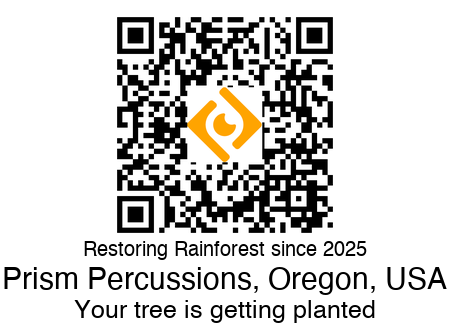 Restoring Rainforest since 2025
Prism Percussions, Oregon, USA
Your tree is getting planted